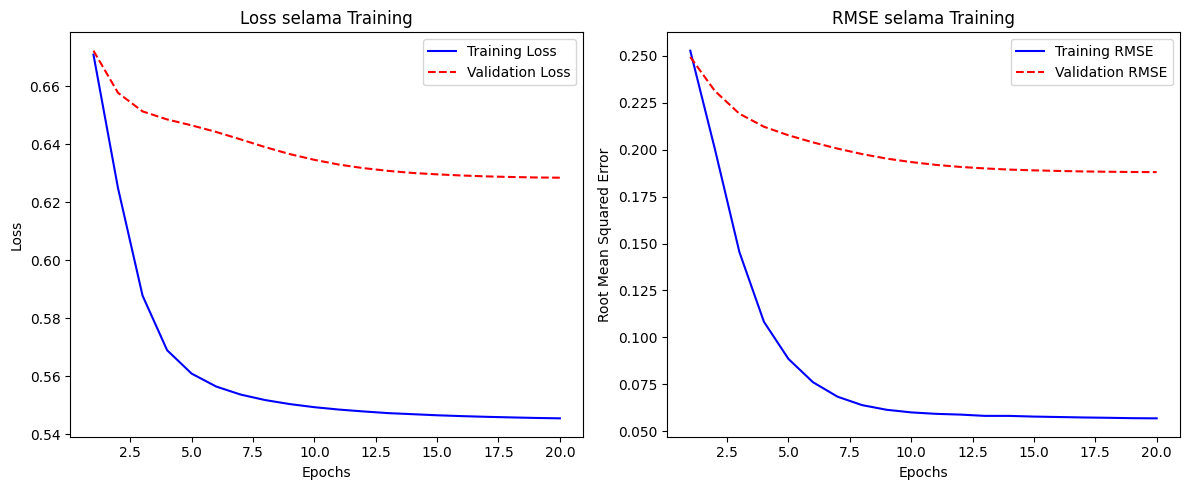 Loss selama Training
Training Loss
Validation Loss
0.66
0.64
0.62
0.60
0.58
0.56
0.54
Loss
2.5 5.0 7.5 10.0 12.5 15.0 17.5 20.0
Epochs
RMSE selama Training
Training RMSE
Validation RMSE
0.250
0.225
0.200
0.175
0.150
0.125
0.100
0.075
0.050
Root Mean Squared Error
2.5 5.0 7.5 10.0 12.5 15.0 17.5 20.0
Epochs